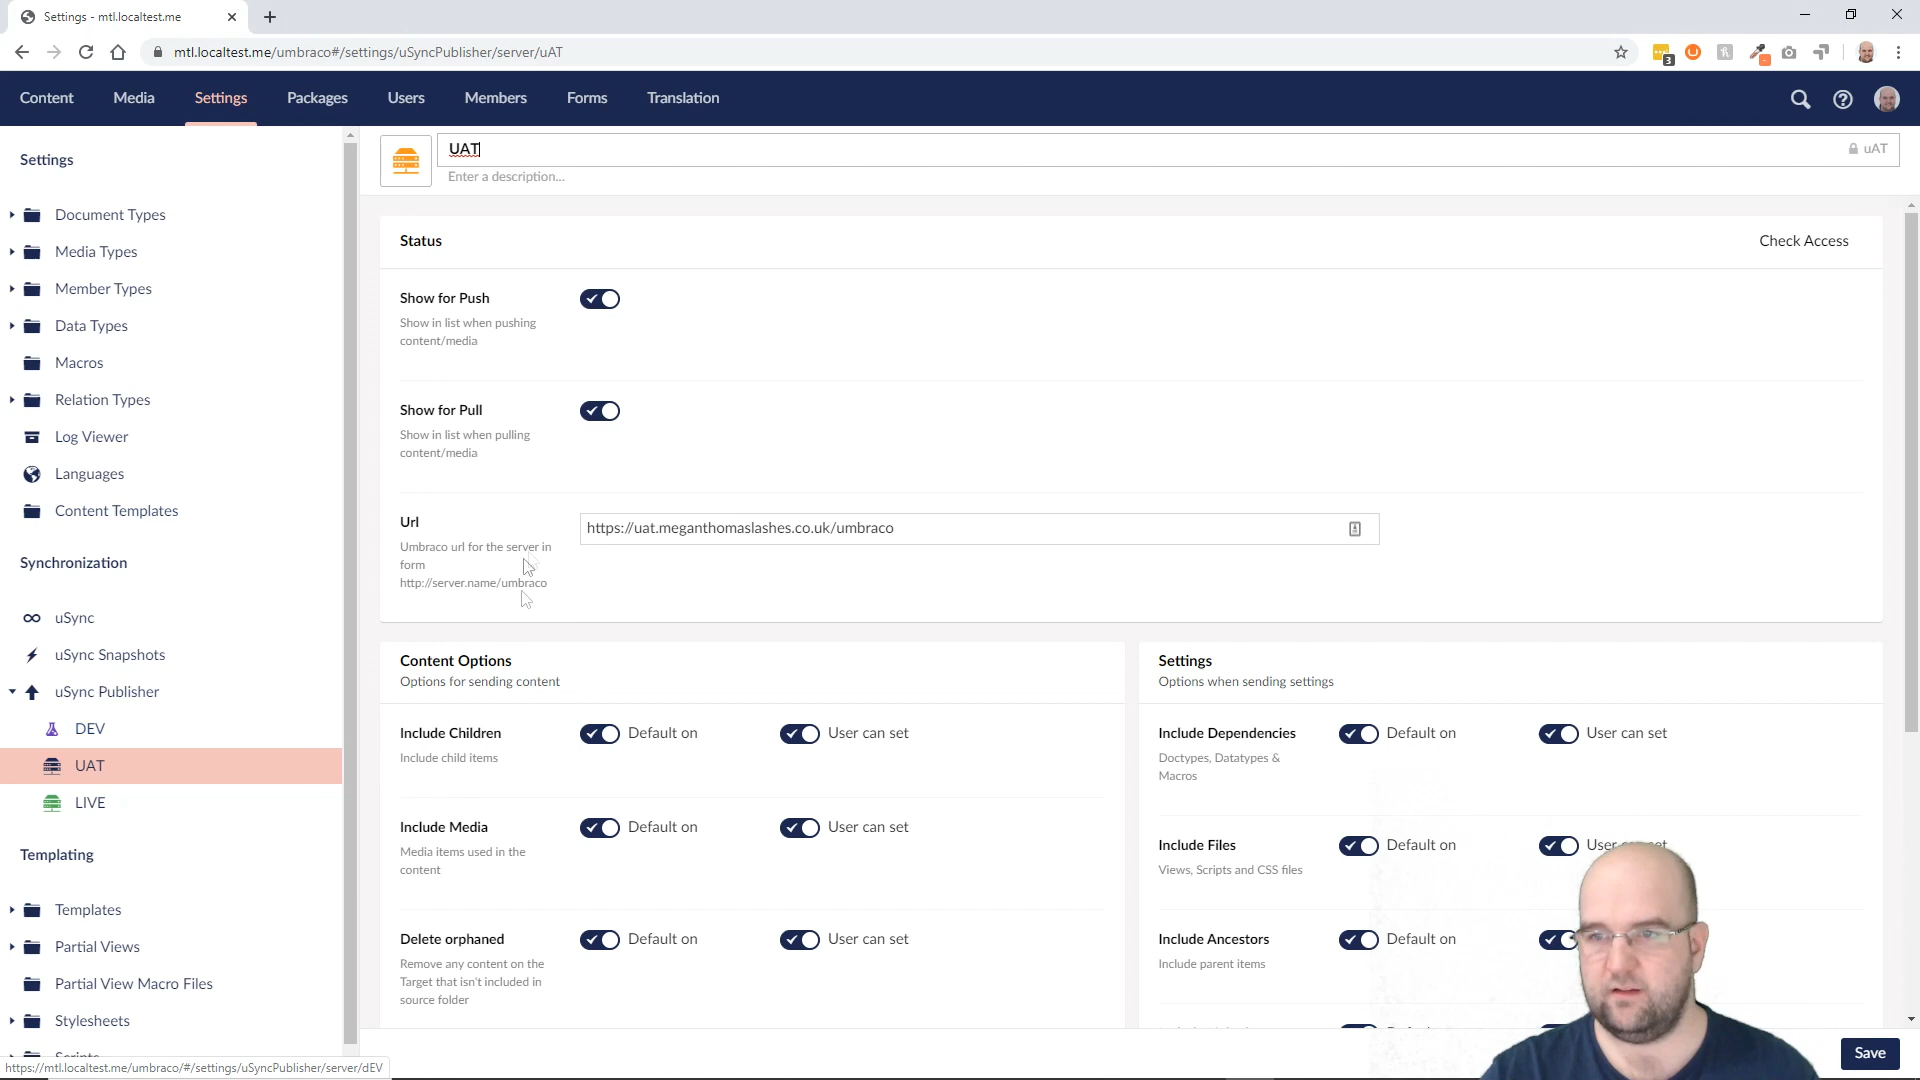 Settings - mtl.localtest.me
mtl.localtest.me/umbraco#/settings/uSyncPublisher/server/uAT
3
Content
Media
Settings
Packages
Users
Members
Forms
Translation
Settings
Document Types
Media Types
Member Types
Data Types
Macros
Relation Types
Log Viewer
Languages
Content Templates
Synchronization
uSync
uSync Snapshots
uSync Publisher
DEV
UAT
LIVE
Templating
Templates
Partial Views
Partial View Macro Files
Stylesheets
Scripts
https://mtl.localtest.me/umbraco/#/settings/uSyncPublisher/server/dEV
UAT
uAT
Enter a description...
Status
Check Access
Show for Push
Show in list when pushing
content/media
Show for Pull
Show in list when pulling
content/media
Url
Umbraco url for the server in
form
http://server.name/umbraco
https://uat.meganthomaslashes.co.uk/umbraco
Content Options
Options for sending content
Include Children
Include child items
Default on
User can set
Include Media
Media items used in the
content
Default on
User can set
Delete orphaned
Remove any content on the
Target that isn't included in
source folder
Default on
User can set
Settings
Options when sending settings
Include Dependencies
Doctypes, Datatypes &
Macros
Default on
User can set
Include Files
Views, Scripts and CSS files
Default on
User can set
Include Ancestors
Include parent items
Default on
Save